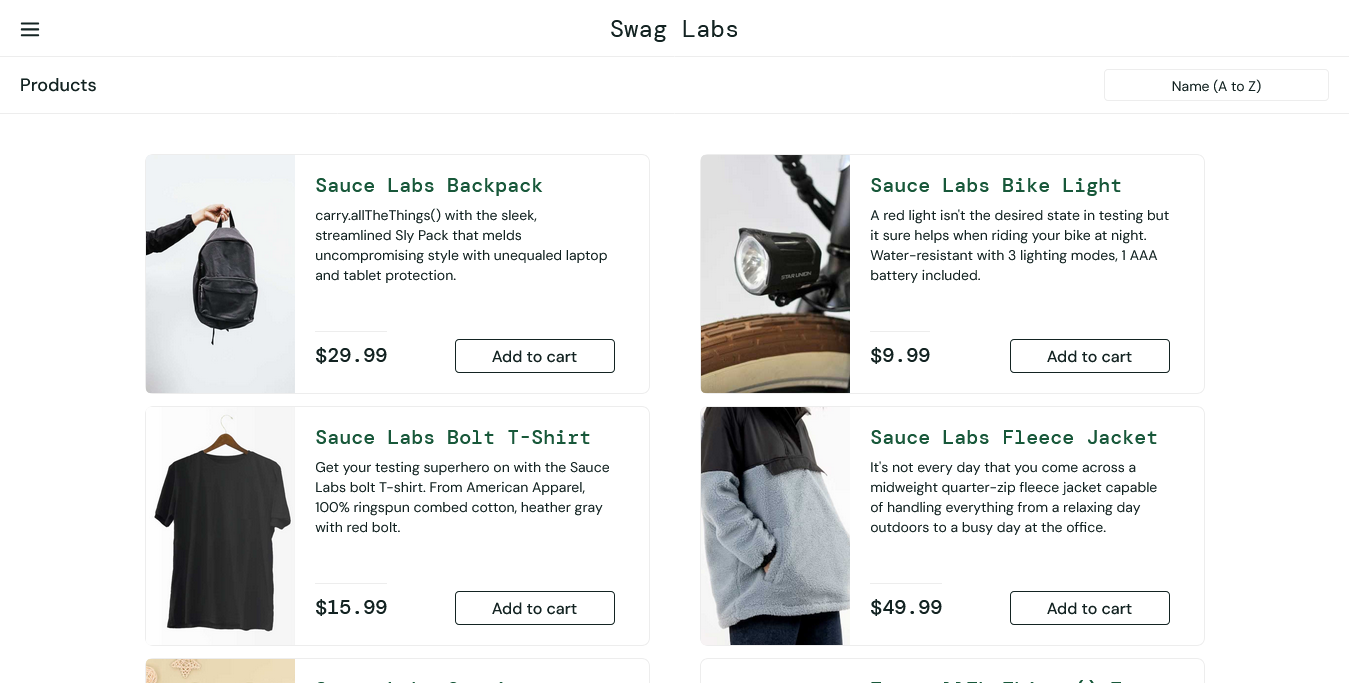 Swag Labs
Products
Name (A to Z)
Sauce Labs Backpack
carry.allTheThings() with the sleek,
streamlined Sly Pack that melds
uncompromising style with unequaled laptop
and tablet protection.
$29.99
Add to cart
Sauce Labs Bike Light
A red light isn't the desired state in testing but
it sure helps when riding your bike at night.
Water-resistant with 3 lighting modes, 1 AAA
battery included.
STAR UNION
$9.99
Add to cart
Sauce Labs Bolt T-Shirt
Get your testing superhero on with the Sauce
Labs bolt T-shirt. From American Apparel,
100% ringspun combed cotton, heather gray
with red bolt.
$15.99
Add to cart
Sauce Labs Fleece Jacket
It's not every day that you come across a
midweight quarter-zip fleece jacket capable
of handling everything from a relaxing day
outdoors to a busy day at the office.
$49.99
Add to cart